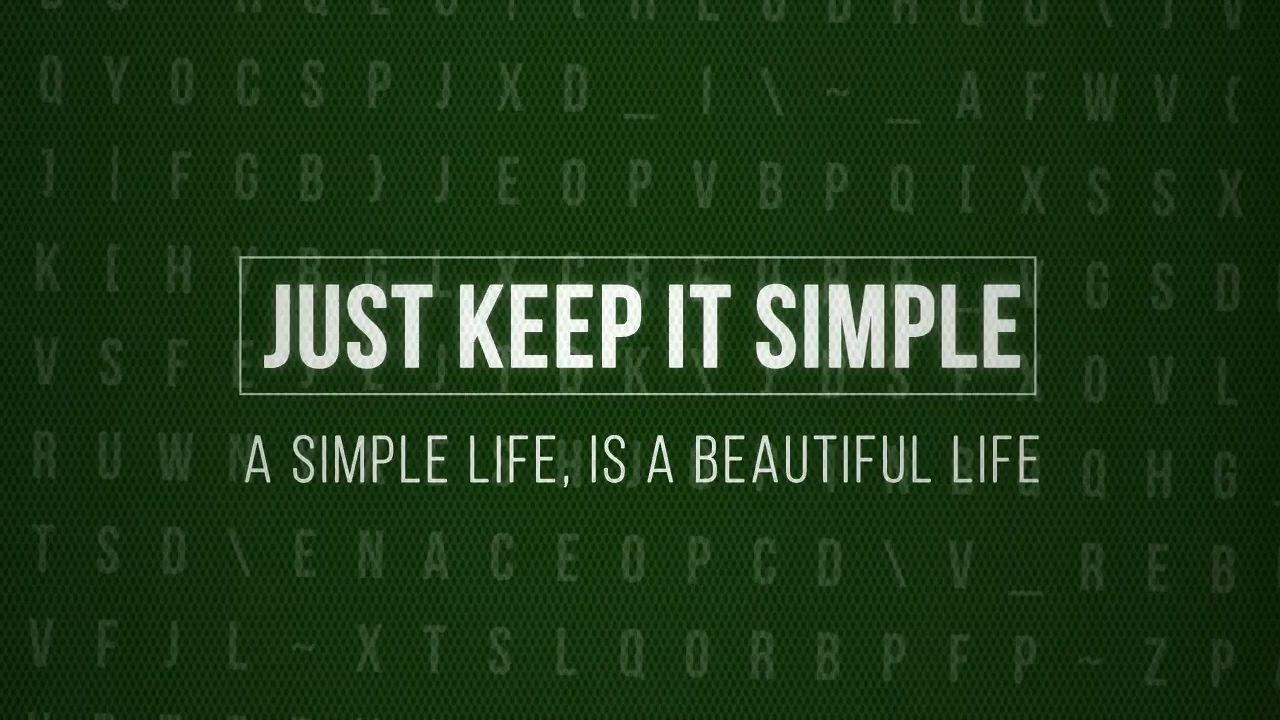 Q Y O C S P J X D _ I \ ~ _ A F W V {
] | F G B } J E O P V B P Q [ X S S X
K [ H G S D
JUST KEEP IT SIMPLE
V S F O V L
A SIMPLE LIFE, IS A BEAUTIFUL LIFE
R U W Q H G
T S D \ E N A C E O P C D \ V _ R E B
V F J L ~ X T S L Q O R B P F P ~ Z P